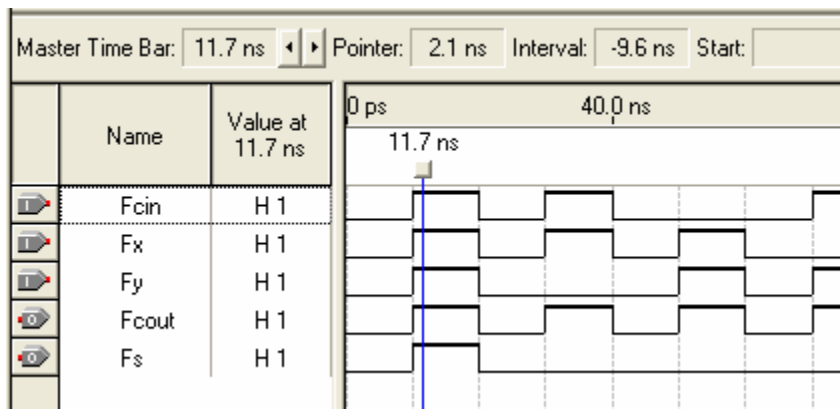 Master Time Bar: 11.7 ns Pointer: 2.1 ns Interval: -9.6 ns Start:
Name
Value at
11.7 ns
0 ps
40.0 ns
11.7 ns
Fcin H 1
Fx H 1
Fy H 1
Fcout H 1
Fs H 1